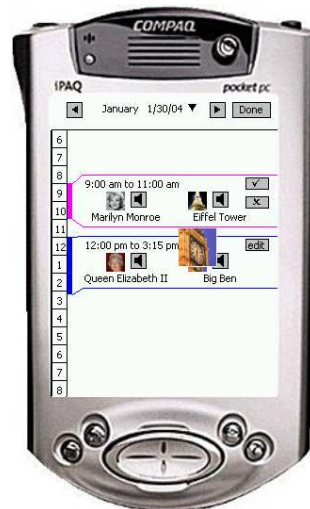 COMPAQ
iPAQ pocket pc
January 1/30/04 Done
6
7
8
9:00 am to 11:00 am
9
10
Marilyn Monroe Eiffel Tower
11
12
12:00 pm to 3:15 pm edit
1
2
Queen Elizabeth II Big Ben
3
4
5
6
7
8